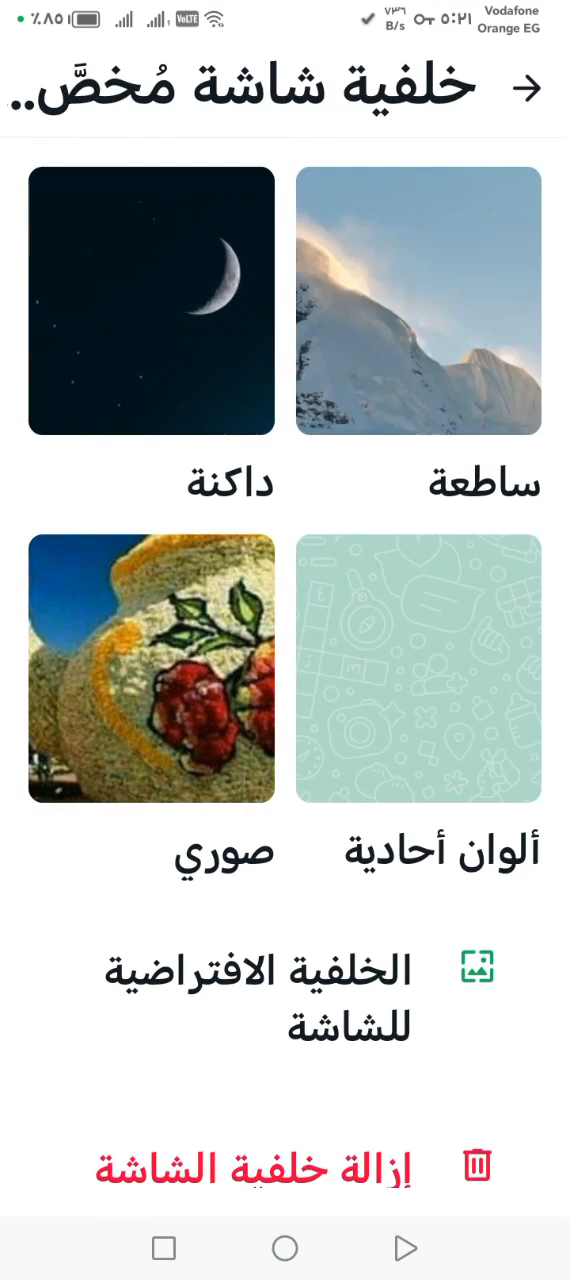 ٪٨٥
VoLTE
٧٣٦
B/s
٥:٢١
Vodafone
Orange EG
خلفية شاشة مُخصَّ..
ساطعة
داكنة
ألوان أحادية
صوري
الخلفية الافتراضية
للشاشة
إزالة خلفية الشاشة